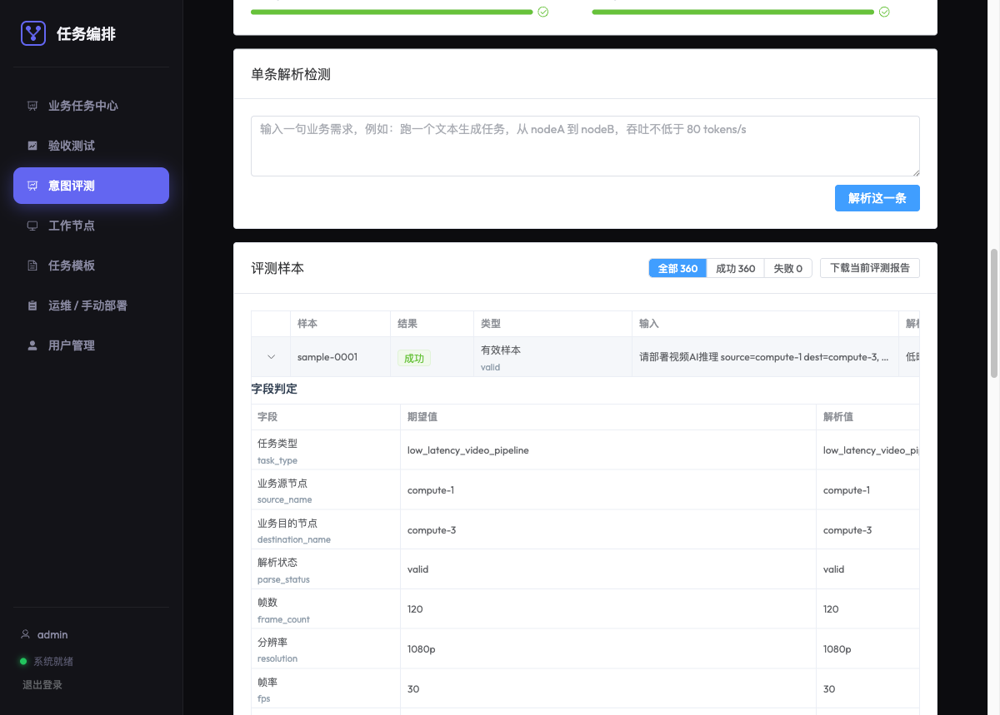 任务编排
业务任务中心
验收测试
意图评测
工作节点
任务模板
运维 / 手动部署
用户管理
admin
系统就绪
退出登录
单条解析检测
输入一句业务需求，例如：跑一个文本生成任务，从 nodeA 到 nodeB，吞吐不低于 80 tokens/s
解析这一条
评测样本
全部 360 成功 360 失败 0 下载当前评测报告
样本 结果 类型 输入
sample-0001 成功 有效样本 valid 请部署视频AI推理 source=compute-1 dest=compute-3, ...
字段判定
字段 期望值 解析值
任务类型
task_type low_latency_video_pipeline low_latency_video_pi
业务源节点
source_name compute-1 compute-1
业务目的节点
destination_name compute-3 compute-3
解析状态
parse_status valid valid
帧数
frame_count 120 120
分辨率
resolution 1080p 1080p
帧率
fps 30 30